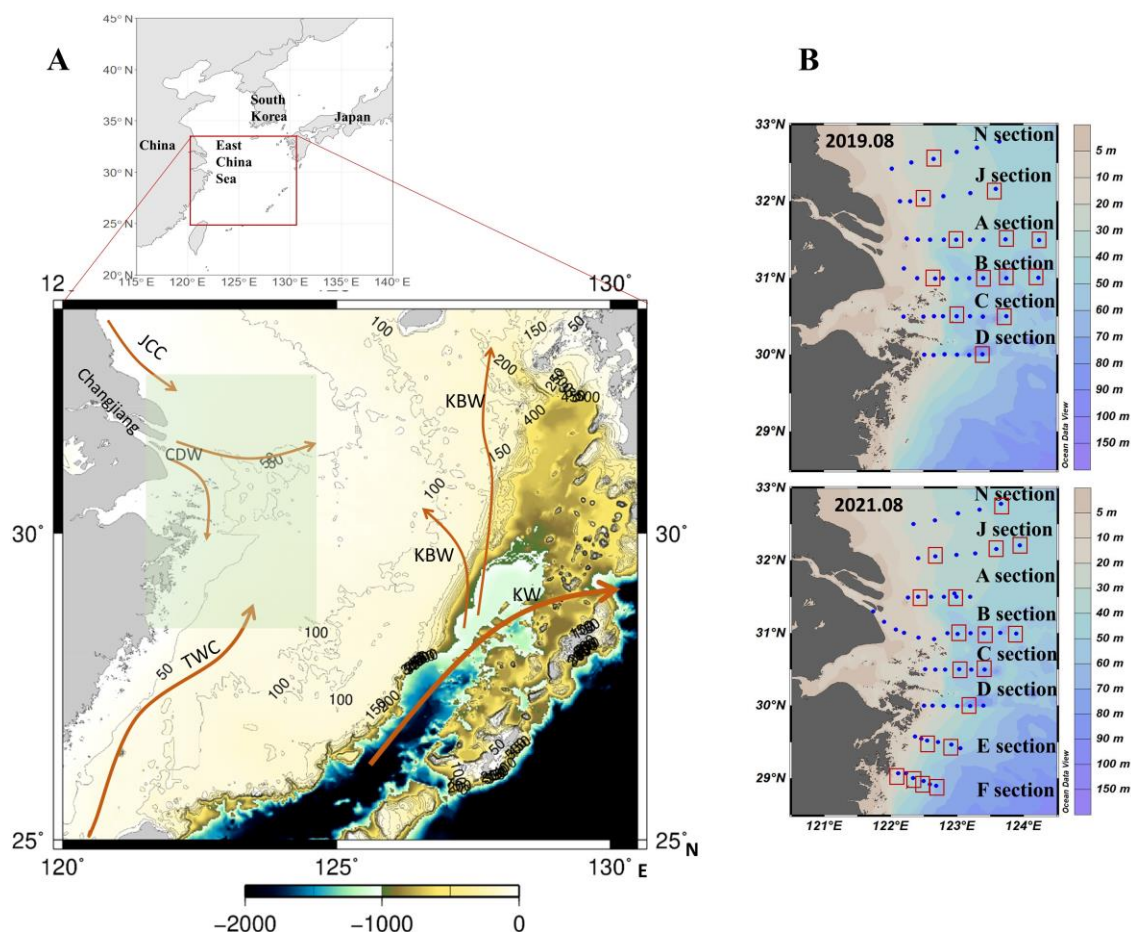 A
45° N
40° N
35° N
30° N
25° N
20° N
115° E
120° E
125° E
130° E
135° E
140° E
China
South
Korea
Japan
East
China
Sea
130°
30°
25°
120°
125°
130°
N
E
JCC
Changjiang
CDW
TWC
KBW
KBW
KW
50
50
100
100
100
100
100
150
200
400
150
150
200
50
−2000
−1000
0
B
33°N
32°N
31°N
30°N
29°N
2019.08
N section
J section
A section
B section
C section
D section
5 m
10 m
20 m
30 m
40 m
50 m
60 m
70 m
80 m
90 m
100 m
150 m
Ocean Data View
33°N
32°N
31°N
30°N
29°N
2021.08
N section
J section
A section
B section
C section
D section
E section
F section
121°E
122°E
123°E
124°E
5 m
10 m
20 m
30 m
40 m
50 m
60 m
70 m
80 m
90 m
100 m
150 m
Ocean Data View